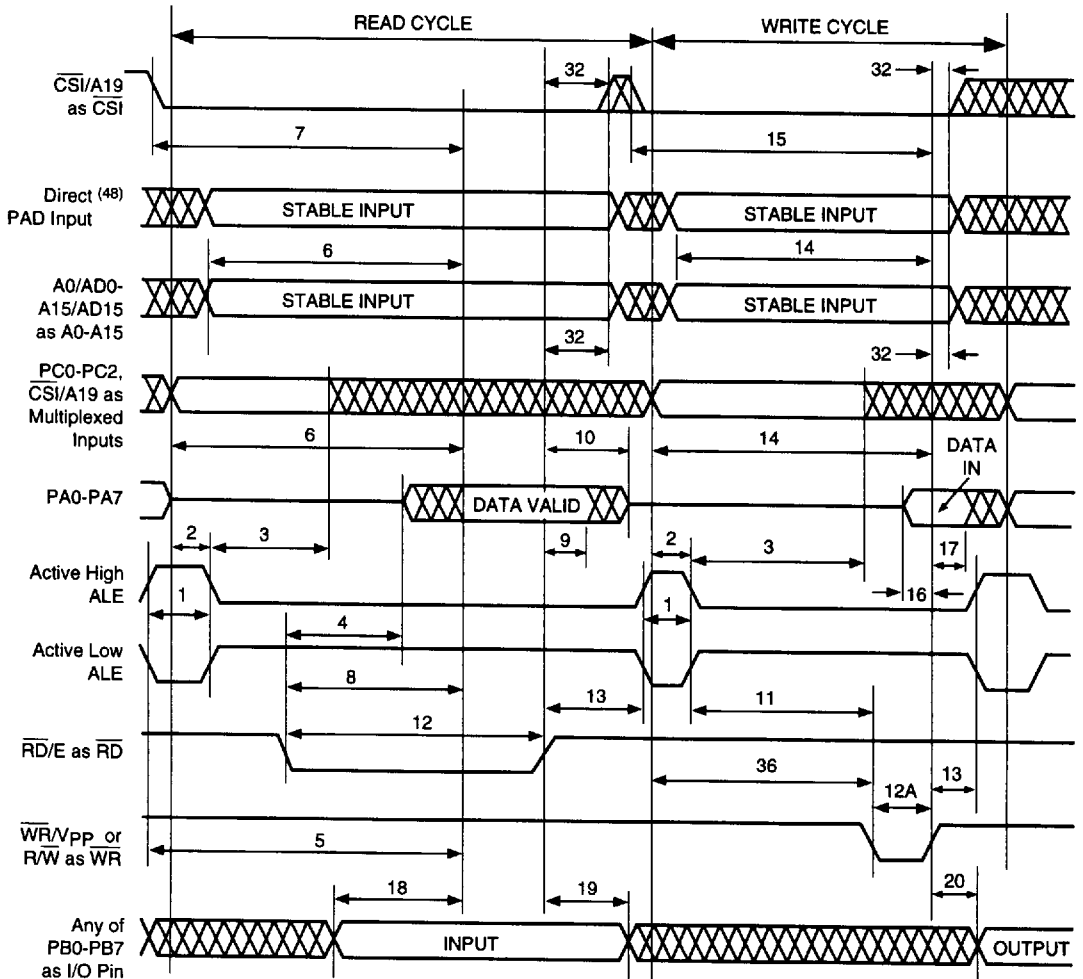 READ CYCLE
WRITE CYCLE
CSI/A19
as CSI
32
32
7
15
Direct (48)
PAD Input
STABLE INPUT
STABLE INPUT
6
14
A0/AD0-
A15/AD15
as A0-A15
STABLE INPUT
STABLE INPUT
32
32
PC0-PC2,
CSI/A19 as
Multiplexed
Inputs
6
10
14
DATA
IN
PA0-PA7
DATA VALID
2
3
9
2
3
17
Active High
ALE
1
1
16
4
Active Low
ALE
8
13
11
12
RD/E as RD
36
12A
13
WR/VPP or
R/W as WR
5
18
19
20
Any of
PB0-PB7
as I/O Pin
INPUT
OUTPUT